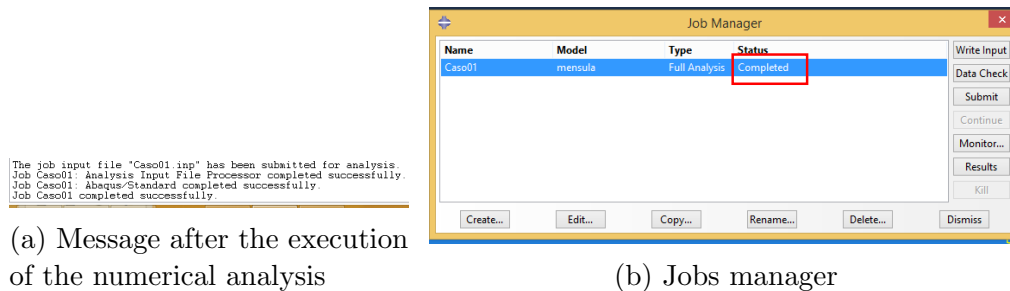 The job input file "Caso01.inp" has been submitted for analysis.
Job Caso01: Analysis Input File Processor completed successfully.
Job Caso01: Abaqus/Standard completed successfully.
Job Caso01 completed successfully.
(a) Message after the execution
of the numerical analysis
Job Manager
Name Model Type Status
Caso01 mensula Full Analysis Completed
Write Input
Data Check
Submit
Continue
Monitor...
Results
Kill
Create... Edit... Copy... Rename... Delete... Dismiss
(b) Jobs manager